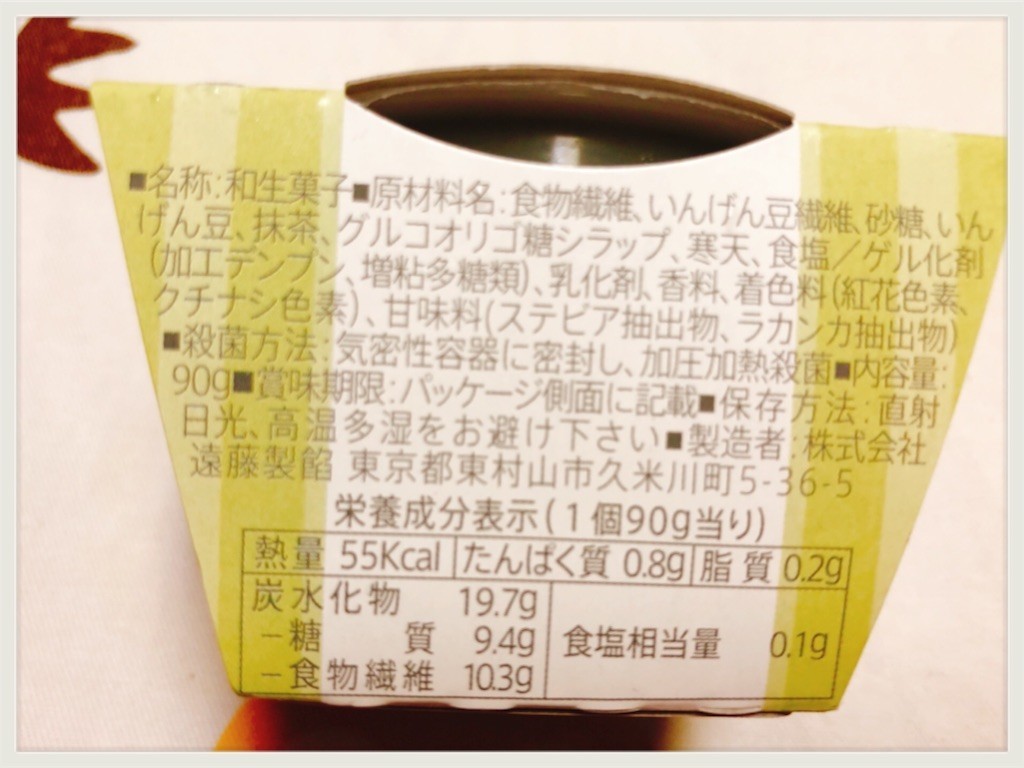 ■名称:和生菓子■原材料名:食物繊維、いんげん豆繊維、砂糖、いん
げん豆、抹茶、グルコオリゴ糖シラップ、寒天、食塩／ゲル化剤
(加工デンプン、増粘多糖類)、乳化剤、香料、着色料(紅花色素、
クチナシ色素)、甘味料(ステビア抽出物、ラカンカ抽出物)
■殺菌方法:気密性容器に密封し、加圧加熱殺菌■内容量:
90g■賞味期限:パッケージ側面に記載■保存方法:直射
日光、高温多湿をお避け下さい■製造者:株式会社
遠藤製餡 東京都東村山市久米川町5-36-5
栄養成分表示(1個90g当り)
熱量 55Kcal たんぱく質 0.8g 脂質 0.2g
炭水化物 19.7g
－糖質 9.4g 食塩相当量 0.1g
－食物繊維 10.3g